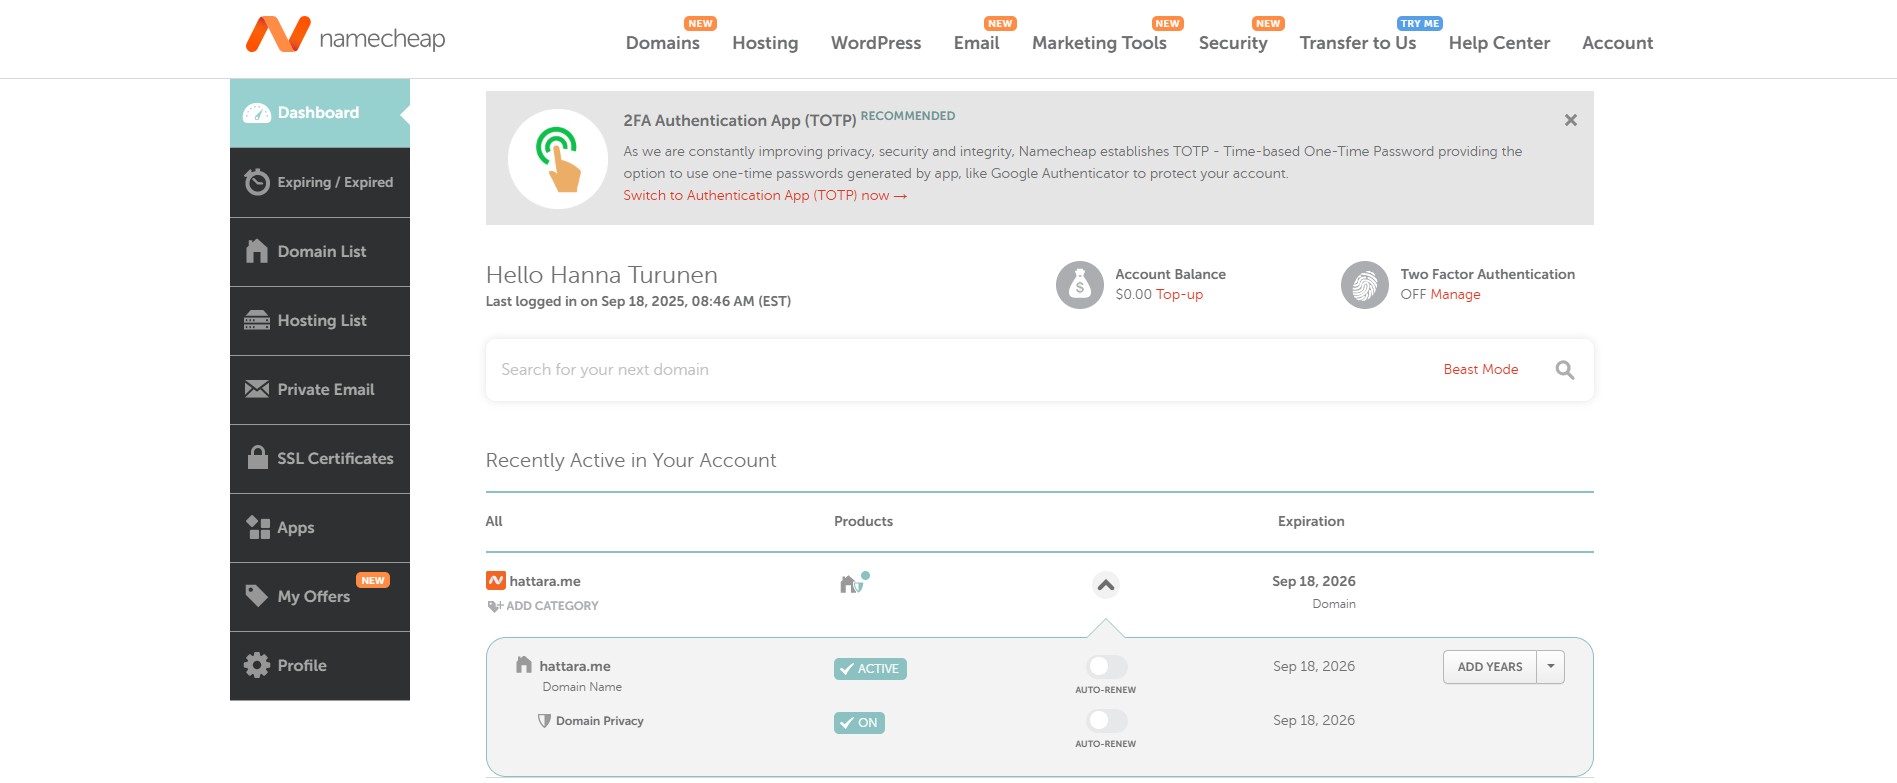 namecheap
NEW NEW NEW NEW TRY ME
Domains Hosting WordPress Email Marketing Tools Security Transfer to Us Help Center Account
Dashboard
Expiring / Expired
Domain List
Hosting List
Private Email
SSL Certificates
Apps
NEW
My Offers
Profile
2FA Authentication App (TOTP) RECOMMENDED
As we are constantly improving privacy, security and integrity, Namecheap establishes TOTP - Time-based One-Time Password providing the
option to use one-time passwords generated by app, like Google Authenticator to protect your account.
Switch to Authentication App (TOTP) now →
Hello Hanna Turunen
Last logged in on Sep 18, 2025, 08:46 AM (EST)
Account Balance
$0.00 Top-up
Two Factor Authentication
OFF Manage
Search for your next domain Beast Mode
Recently Active in Your Account
All Products Expiration
hattara.me Sep 18, 2026
ADD CATEGORY Domain
hattara.me ACTIVE Sep 18, 2026 ADD YEARS
Domain Name AUTO-RENEW
Domain Privacy ON Sep 18, 2026
AUTO-RENEW